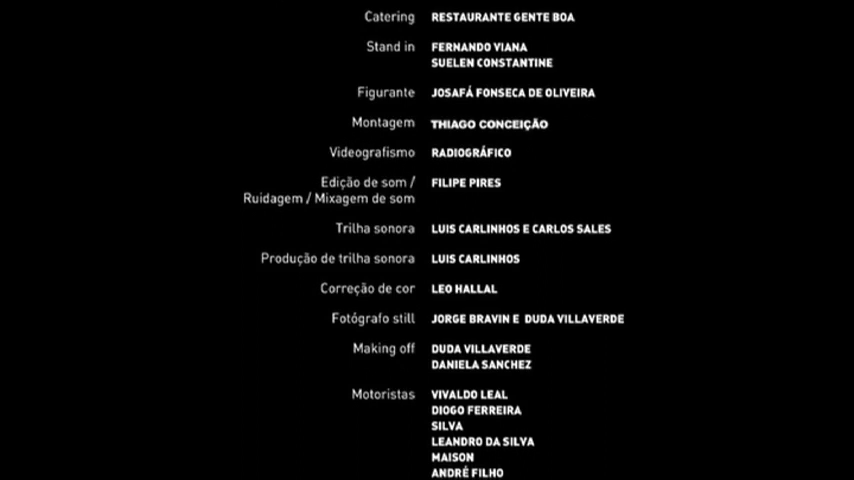 Catering RESTAURANTE GENTE BOA
Stand in FERNANDO VIANA
SUELEN CONSTANTINE
Figurante JOSAFÁ FONSECA DE OLIVEIRA
Montagem THIAGO CONCEIÇÃO
Videografismo RADIOGRÁFICO
Edição de som / FILIPE PIRES
Ruidagem / Mixagem de som
Trilha sonora LUIS CARLINHOS E CARLOS SALES
Produção de trilha sonora LUIS CARLINHOS
Correção de cor LEO HALLAL
Fotógrafo still JORGE BRAVIN E DUDA VILLAVERDE
Making off DUDA VILLAVERDE
DANIELA SANCHEZ
Motoristas VIVALDO LEAL
DIOGO FERREIRA
SILVA
LEANDRO DA SILVA
MAISON
ANDRÉ FILHO